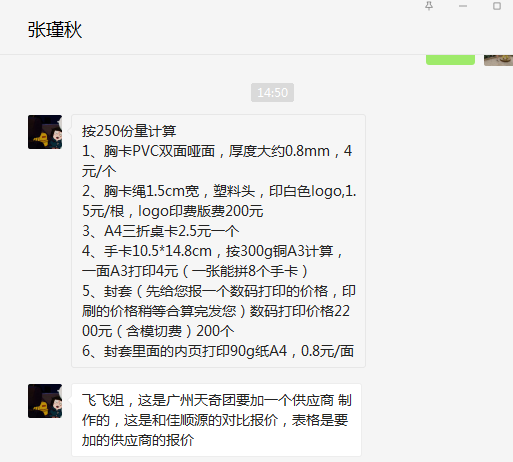 张瑾秋
14:50
按250份量计算
1、胸卡PVC双面哑面，厚度大约0.8mm，4
元/个
2、胸卡绳1.5cm宽，塑料头，印白色logo,1.
5元/根，logo印费版费200元
3、A4三折桌卡2.5元一个
4、手卡10.5*14.8cm，按300g铜A3计算，
一面A3打印4元（一张能拼8个手卡）
5、封套（先给您报一个数码打印的价格，印
刷的价格稍等合算完发您）数码打印价格22
00元（含模切费）200个
6、封套里面的内页打印90g纸A4，0.8元/面
飞飞姐，这是广州天奇团要加一个供应商 制
作的，这是和佳顺源的对比报价，表格是要
加的供应商的报价